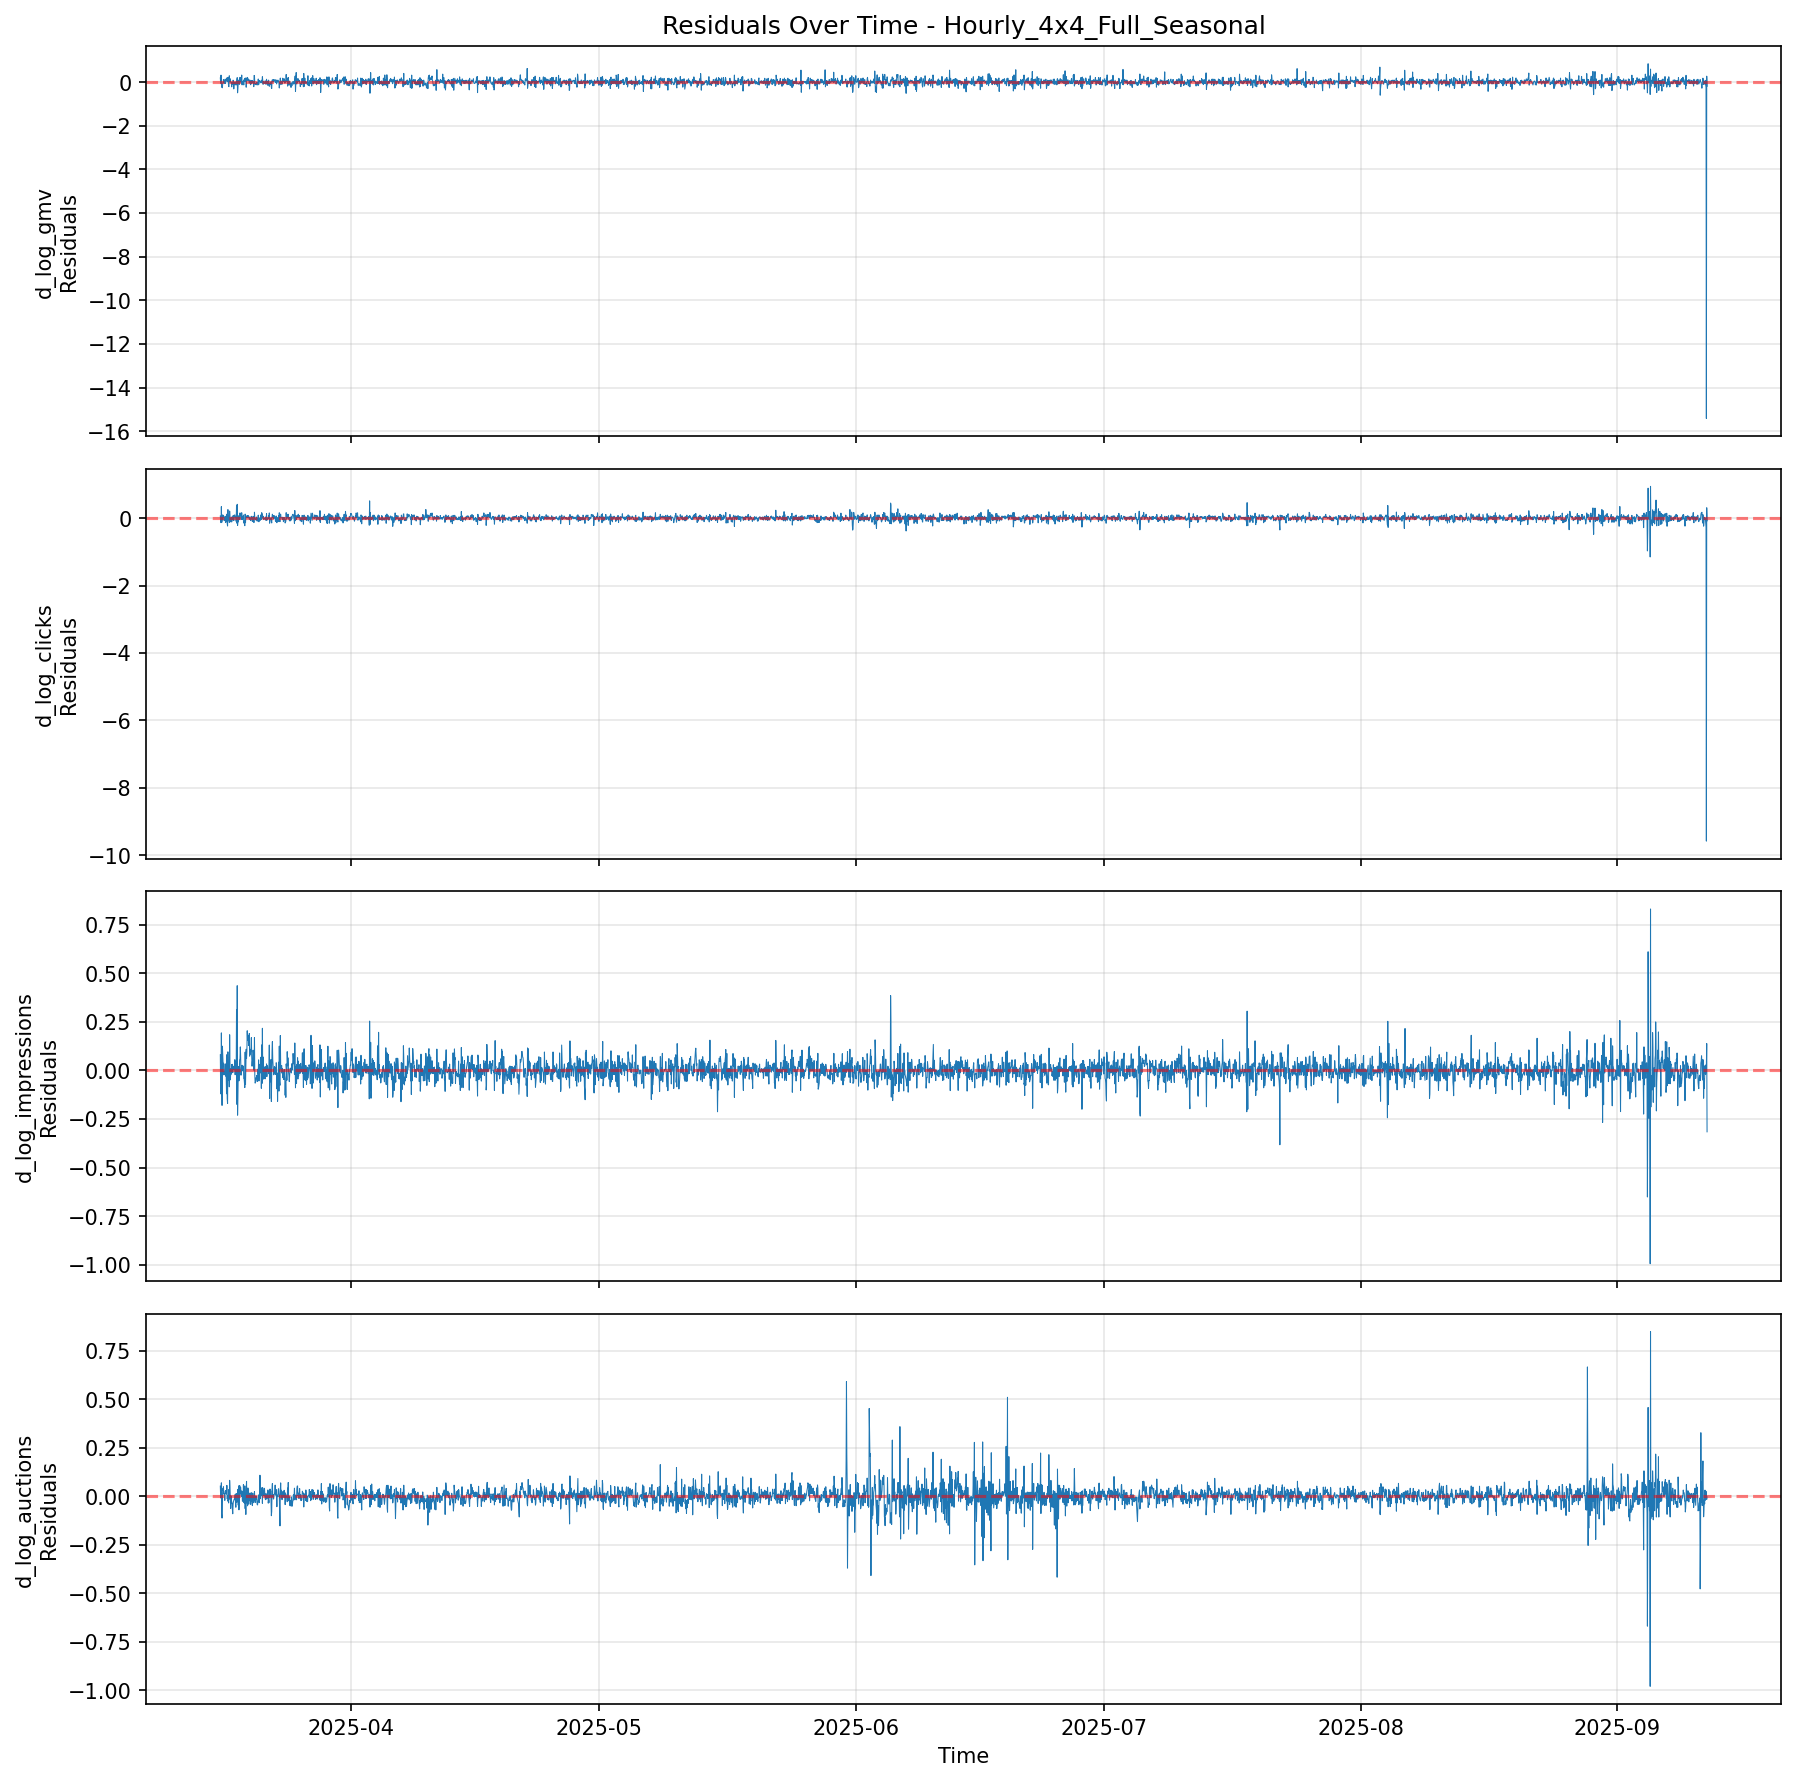 Residuals Over Time - Hourly_4x4_Full_Seasonal
d_log_gmv
Residuals
0
−2
−4
−6
−8
−10
−12
−14
−16
d_log_clicks
Residuals
0
−2
−4
−6
−8
−10
d_log_impressions
Residuals
0.75
0.50
0.25
0.00
−0.25
−0.50
−0.75
−1.00
d_log_auctions
Residuals
0.75
0.50
0.25
0.00
−0.25
−0.50
−0.75
−1.00
2025-04 2025-05 2025-06 2025-07 2025-08 2025-09
Time